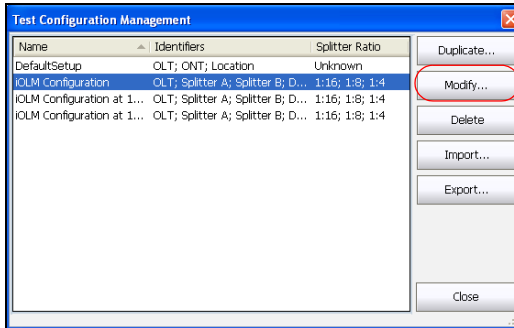 Test Configuration Management
Name Identifiers Splitter Ratio
DefaultSetup OLT; ONT; Location Unknown
iOLM Configuration OLT; Splitter A; Splitter B; D... 1:16; 1:8; 1:4
iOLM Configuration at 1... OLT; Splitter A; Splitter B; D... 1:16; 1:8; 1:4
iOLM Configuration at 1... OLT; Splitter A; Splitter B; D... 1:16; 1:8; 1:4
Duplicate...
Modify...
Delete
Import...
Export...
Close